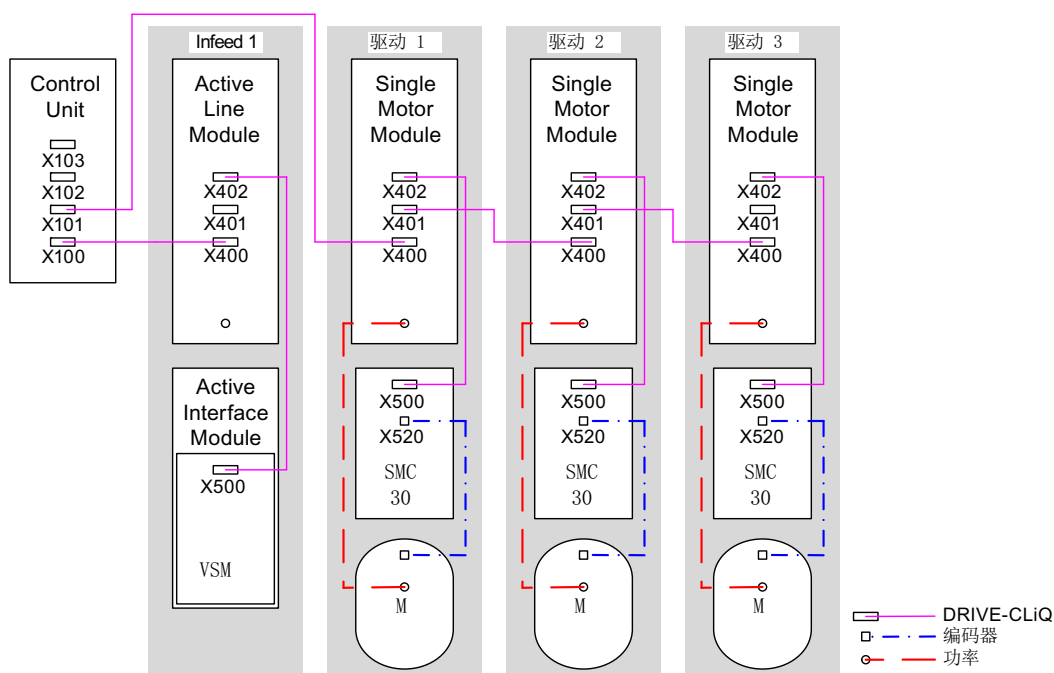 Infeed 1
驱动 1
驱动 2
驱动 3
Control
Unit
X103
X102
X101
X100
Active
Line
Module
X402
X401
X400
Single
Motor
Module
X402
X401
X400
Single
Motor
Module
X402
X401
X400
Single
Motor
Module
X402
X401
X400
Active
Interface
Module
X500
VSM
X500
X520
SMC
30
M
X500
X520
SMC
30
M
X500
X520
SMC
30
M
DRIVE-CLiQ
编码器
功率